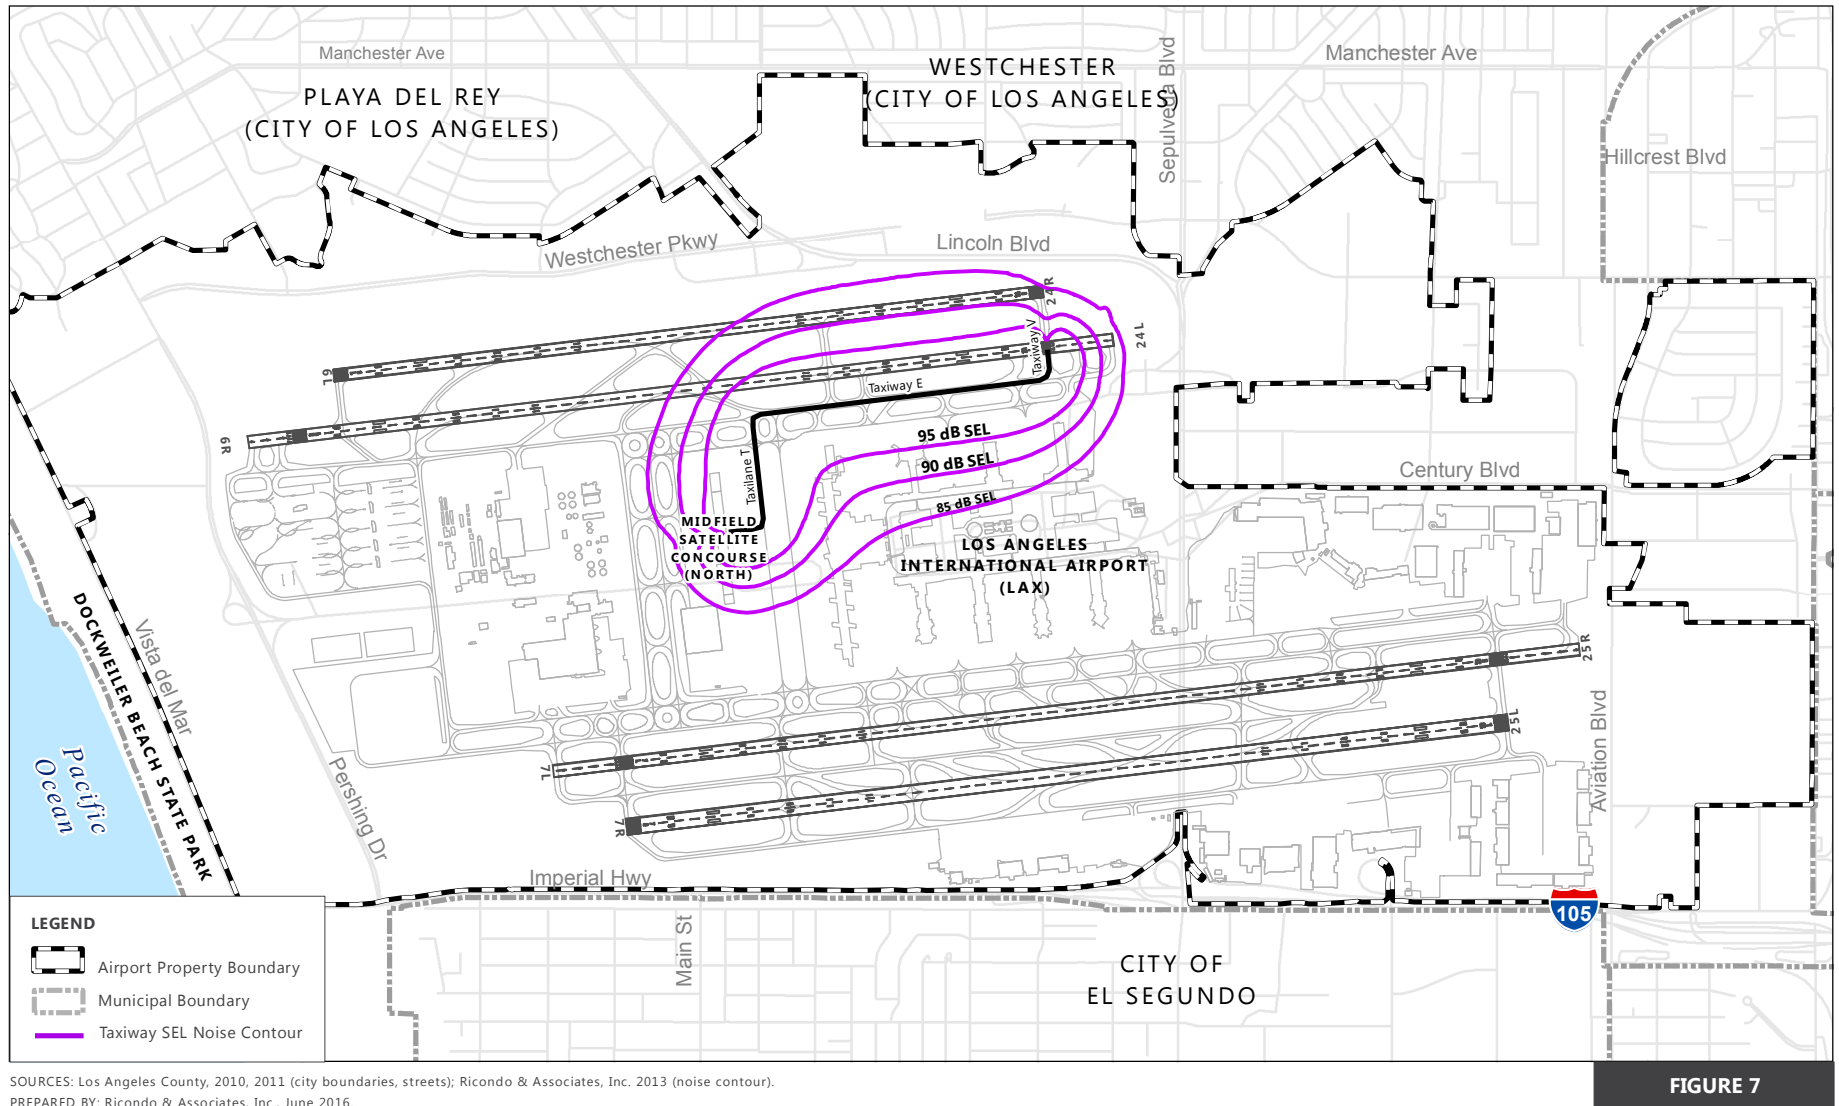 Manchester Ave
Manchester Ave
WESTCHESTER
(CITY OF LOS ANGELES)
PLAYA DEL REY
(CITY OF LOS ANGELES)
Sepulveda Blvd
Hillcrest Blvd
Westchester Pkwy
Lincoln Blvd
24R
24L
6L
6R
Taxiway V
Taxiway E
Taxilane T
95 dB SEL
90 dB SEL
85 dB SEL
Century Blvd
MIDFIELD
SATELLITE
CONCOURSE
(NORTH)
LOS ANGELES
INTERNATIONAL AIRPORT
(LAX)
DOCKWEILER BEACH STATE PARK
Vista del Mar
Pacific
Ocean
Pershing Dr
25R
25L
7L
7R
Aviation Blvd
Imperial Hwy
105
Main St
CITY OF
EL SEGUNDO
LEGEND
Airport Property Boundary
Municipal Boundary
Taxiway SEL Noise Contour
SOURCES: Los Angeles County, 2010, 2011 (city boundaries, streets); Ricondo & Associates, Inc. 2013 (noise contour).
PREPARED BY: Ricondo & Associates, Inc., June 2016
FIGURE 7